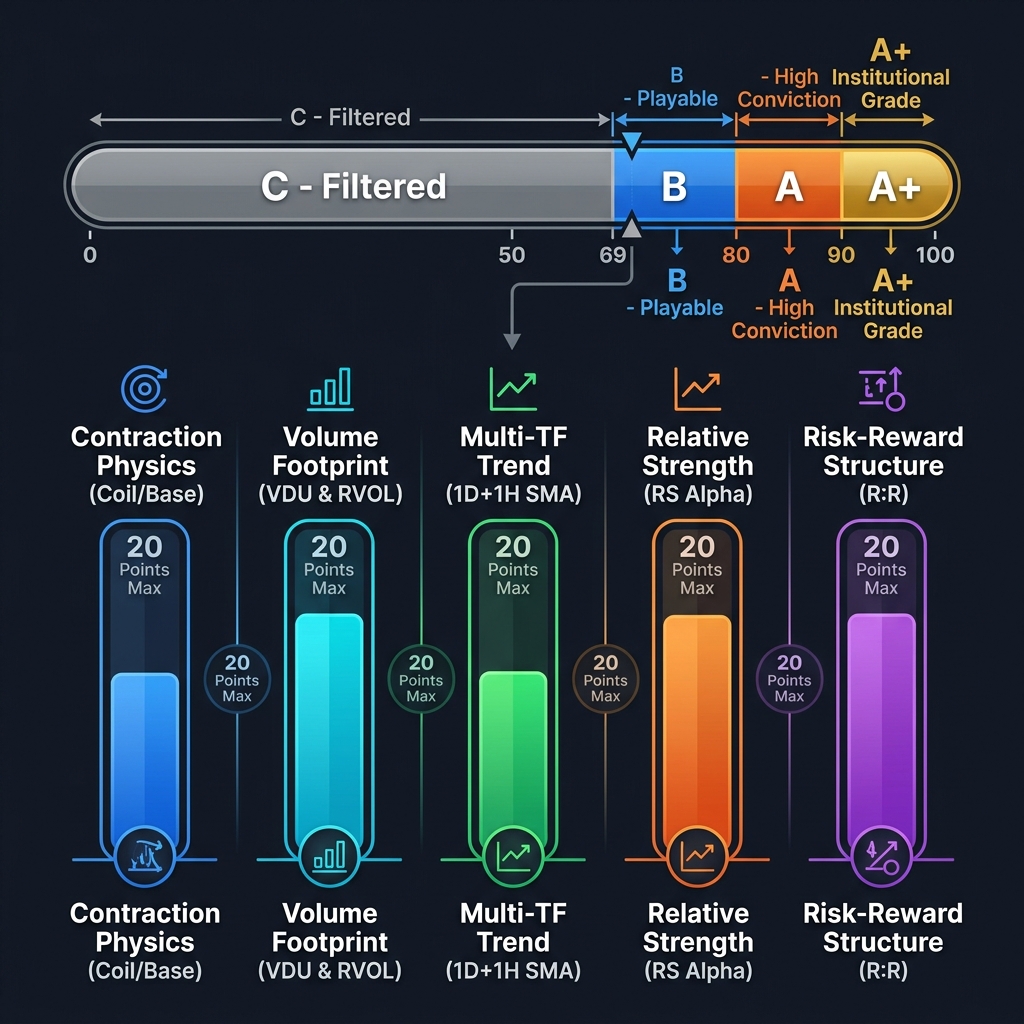 A+
B
- High
Institutional
- Playable
Conviction
Grade
C - Filtered
C - Filtered
B
A
A+
0
50
69
80
90
100
B
A
A+
- Playable
- High
Conviction
Institutional
Grade
Contraction
Physics
(Coil/Base)
Volume
Footprint
(VDU & RVOL)
Multi-TF
Trend
(1D+1H SMA)
Relative
Strength
(RS Alpha)
Risk-Reward
Structure
(R:R)
20
Points
Max
20
Points
Max
20
Points
Max
20
Points
Max
20
Points
Max
20
Points
Max
20
Points
Max
20
Points
Max
20
Points
Max
Contraction
Physics
(Coil/Base)
Volume
Footprint
(VDU & RVOL)
Multi-TF
Trend
(1D+1H SMA)
Relative
Strength
(RS Alpha)
Risk-Reward
Structure
(R:R)